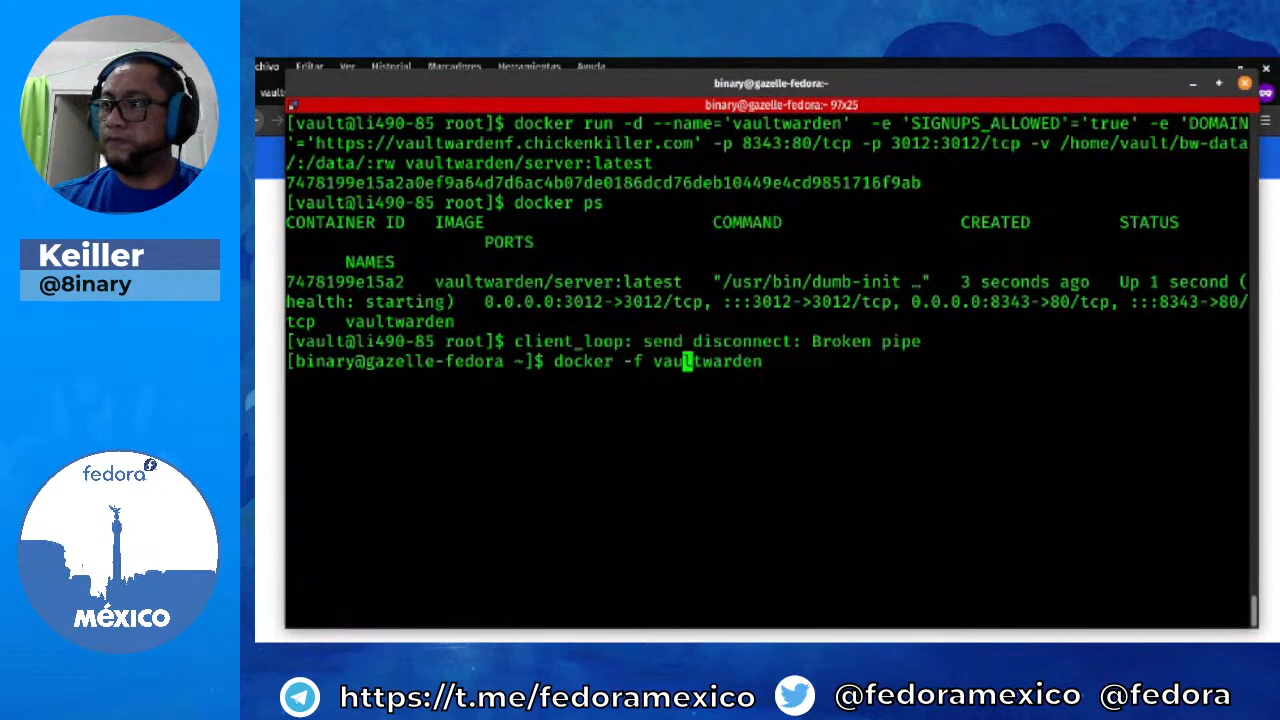 Keiller
@8inary
fedora
MÉXICO
Archivo Editar Ver Historial Marcadores Herramientas Ayuda
vault
binary@gazelle-fedora:~
binary@gazelle-fedora:~ 97x25
[vault@li490-85 root]$ docker run -d --name='vaultwarden'  -e 'SIGNUPS_ALLOWED'='true' -e 'DOMAIN
'='https://vaultwardenf.chickenkiller.com' -p 8343:80/tcp -p 3012:3012/tcp -v /home/vault/bw-data
/:/data/:rw vaultwarden/server:latest
7478199e15a2a0ef9a64d7d6ac4b07de0186dcd76deb10449e4cd9851716f9ab
[vault@li490-85 root]$ docker ps
CONTAINER ID   IMAGE                       COMMAND                  CREATED         STATUS
PORTS
NAMES
7478199e15a2   vaultwarden/server:latest   "/usr/bin/dumb-init …"   3 seconds ago   Up 1 second (
health: starting)   0.0.0.0:3012->3012/tcp, :::3012->3012/tcp, 0.0.0.0:8343->80/tcp, :::8343->80/
tcp   vaultwarden
[vault@li490-85 root]$ client_loop: send disconnect: Broken pipe
[binary@gazelle-fedora ~]$ docker -f vaultwarden
https://t.me/fedoramexico @fedoramexico @fedora